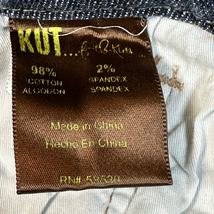 KUT...
98% 2%
COTTON SPANDEX
ALGODON SPANDEX
Made in China
Hecho En China